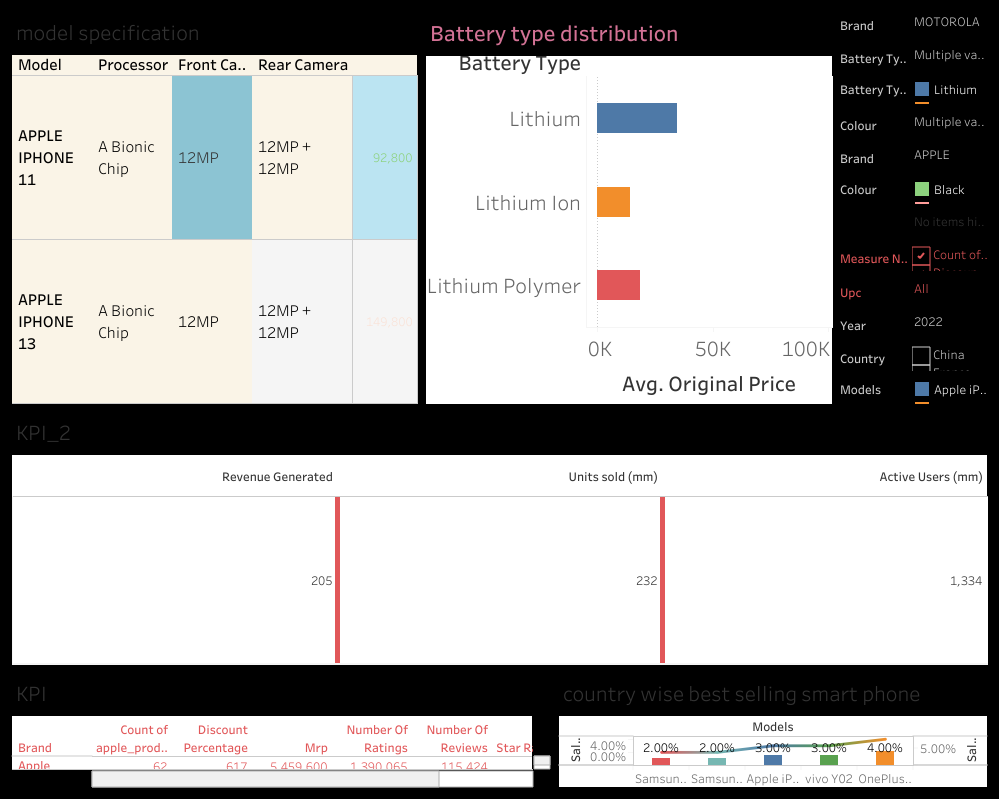 model specification
Model Processor Front Ca.. Rear Camera
APPLE
IPHONE
11
A Bionic
Chip
12MP
12MP +
12MP
92,800
APPLE
IPHONE
13
A Bionic
Chip
12MP
12MP +
12MP
149,800
Battery type distribution
Battery Type
Lithium
Lithium Ion
Lithium Polymer
0K 50K 100K
Avg. Original Price
Brand MOTOROLA
Battery Ty.. Multiple va..
Battery Ty.. Lithium
Colour Multiple va..
Brand APPLE
Colour Black
No items hi..
Measure N.. Count of..
Upc All
Year 2022
Country China
Models Apple iP..
KPI_2
Revenue Generated Units sold (mm) Active Users (mm)
205 232 1,334
KPI
Count of Discount Number Of Number Of
Brand apple_prod.. Percentage Mrp Ratings Reviews Star R
Apple 62 617 5,459,600 1,390,065 115,424
country wise best selling smart phone
Models
Sal..
4.00%
0.00%
2.00% 2.00% 3.00% 3.00% 4.00%
5.00%
Sal..
Samsun.. Samsun.. Apple iP.. vivo Y02 OnePlus..